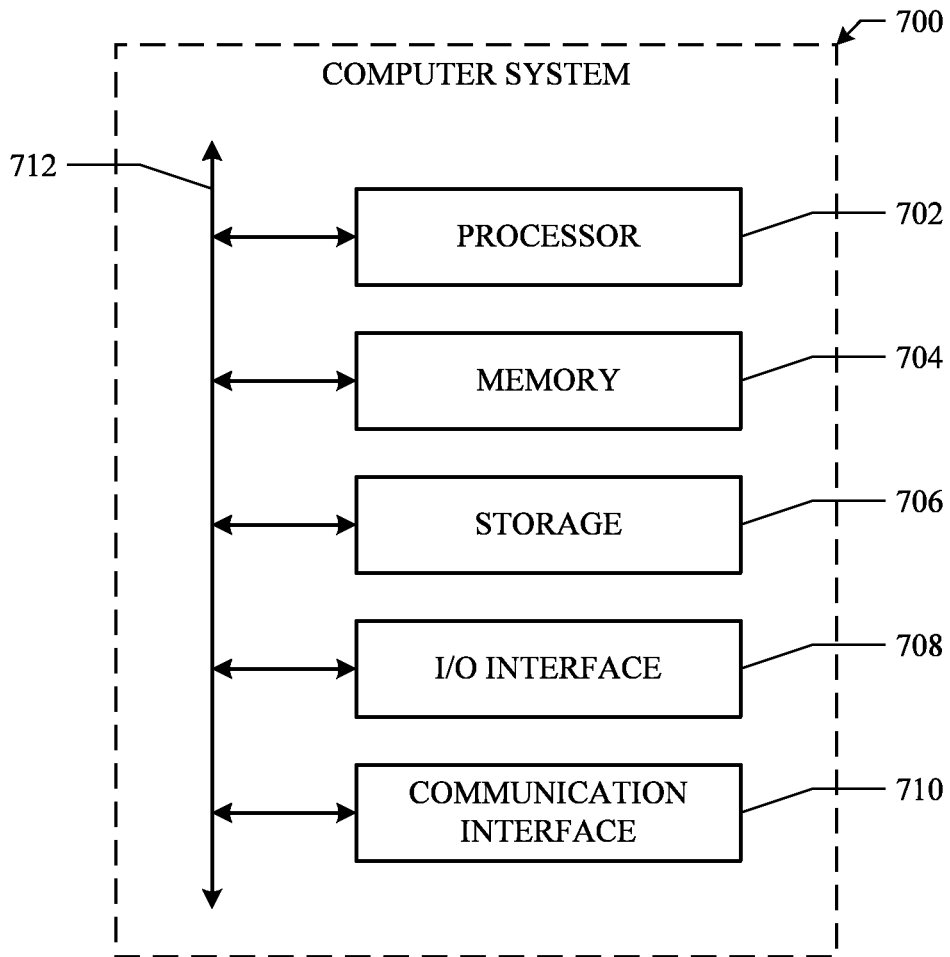 700
COMPUTER SYSTEM
712
702
PROCESSOR
704
MEMORY
706
STORAGE
708
I/O INTERFACE
710
COMMUNICATION
INTERFACE